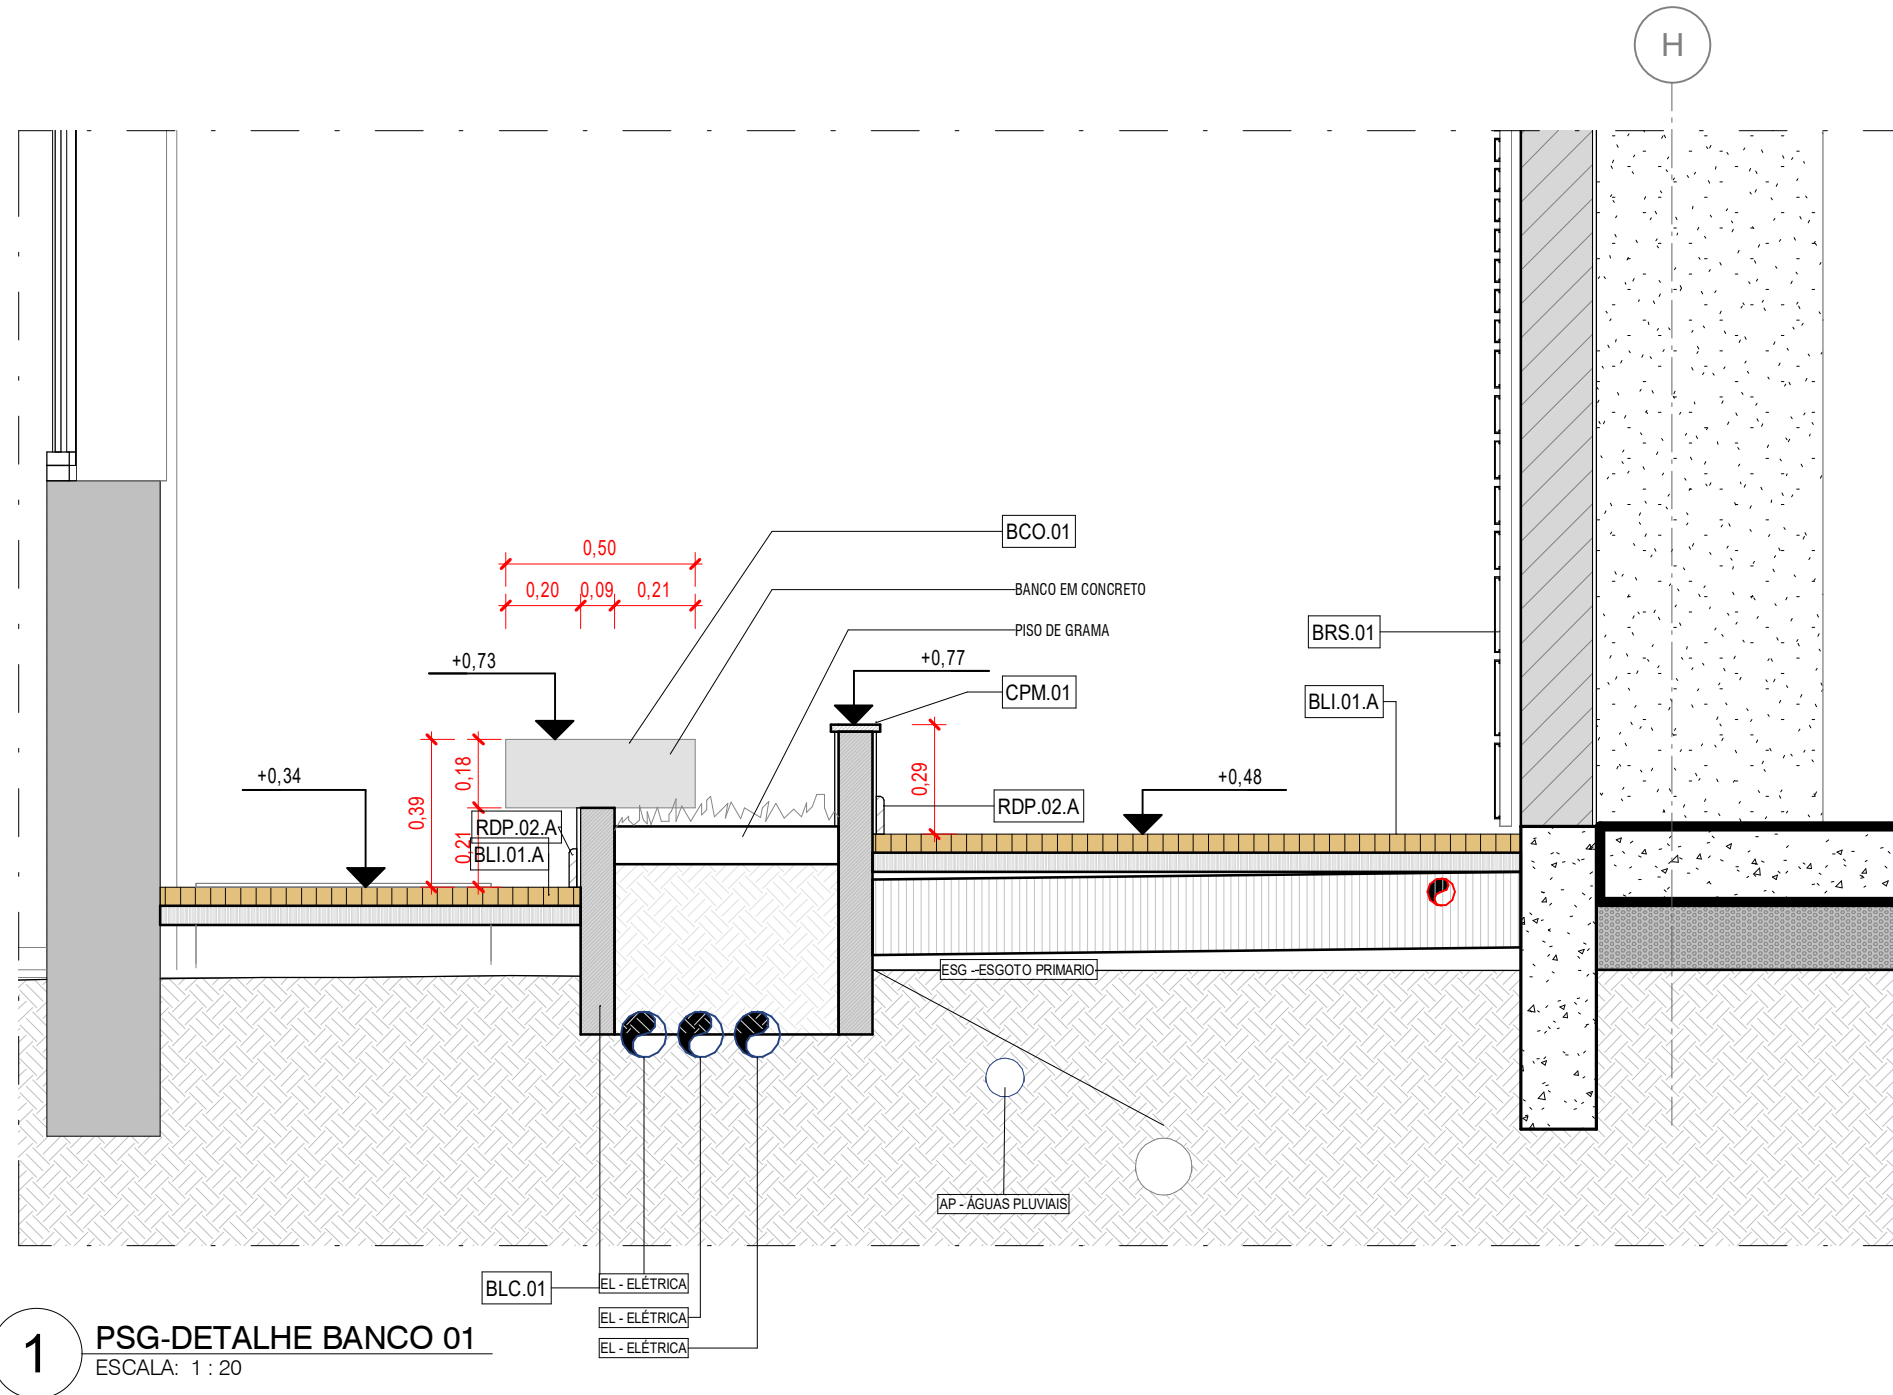 H
BCO.01
0,50
0,20
0,09
0,21
BANCO EM CONCRETO
PISO DE GRAMA
BRS.01
+0,73
+0,77
CPM.01
BLI.01.A
+0,34
0,39
0,18
0,21
0,29
+0,48
RDP.02.A
RDP.02.A
BLI.01.A
ESG -ESGOTO PRIMARIO
AP - ÁGUAS PLUVIAIS
BLC.01
EL - ELÉTRICA
EL - ELÉTRICA
EL - ELÉTRICA
1
PSG-DETALHE BANCO 01
ESCALA: 1 : 20